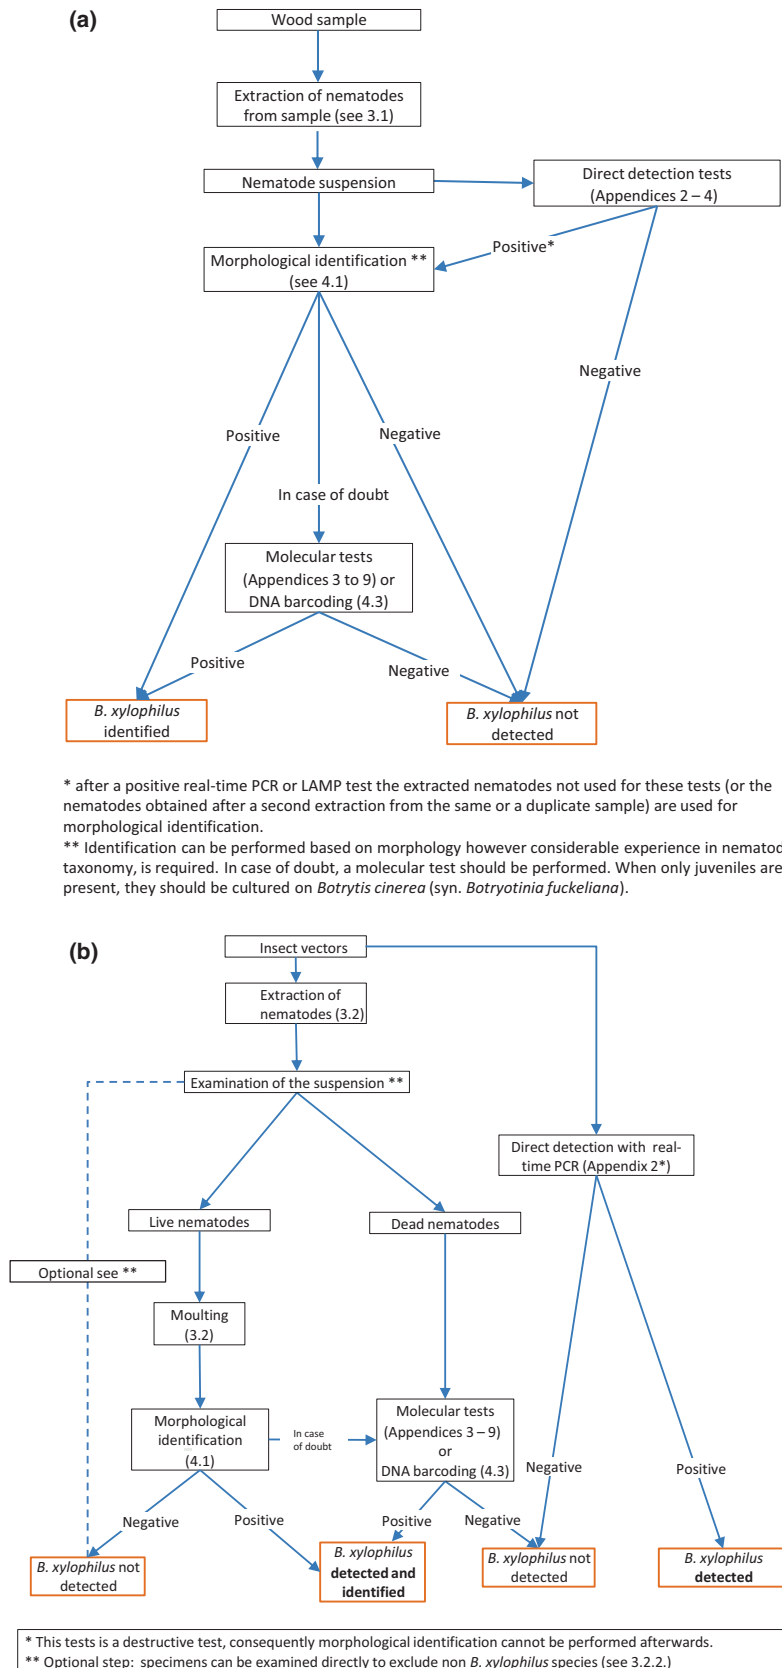 (a)
Wood sample
Extraction of nematodes
from sample (see 3.1)
Nematode suspension
Direct detection tests
(Appendices 2 – 4)
Positive*
Morphological identification **
(see 4.1)
Negative
Positive
Negative
In case of doubt
Molecular tests
(Appendices 3 to 9) or
DNA barcoding (4.3)
Positive
Negative
B. xylophilus
identified
B. xylophilus not
detected
* after a positive real-time PCR or LAMP test the extracted nematodes not used for these tests (or the
nematodes obtained after a second extraction from the same or a duplicate sample) are used for
morphological identification.
** Identification can be performed based on morphology however considerable experience in nematod
taxonomy, is required. In case of doubt, a molecular test should be performed. When only juveniles are
present, they should be cultured on Botrytis cinerea (syn. Botryotinia fuckeliana).
(b)
Insect vectors
Extraction of
nematodes (3.2)
Examination of the suspension **
Direct detection with real-
time PCR (Appendix 2*)
Live nematodes
Dead nematodes
Optional see **
Moulting
(3.2)
Morphological
identification
(4.1)
In case
of doubt
Molecular tests
(Appendices 3 – 9)
or
DNA barcoding (4.3)
Negative
Positive
Negative
Positive
Positive
Negative
B. xylophilus not
detected
B. xylophilus
detected and
identified
B. xylophilus not
detected
B. xylophilus
detected
* This tests is a destructive test, consequently morphological identification cannot be performed afterwards.
** Optional step: specimens can be examined directly to exclude non B. xylophilus species (see 3.2.2.)